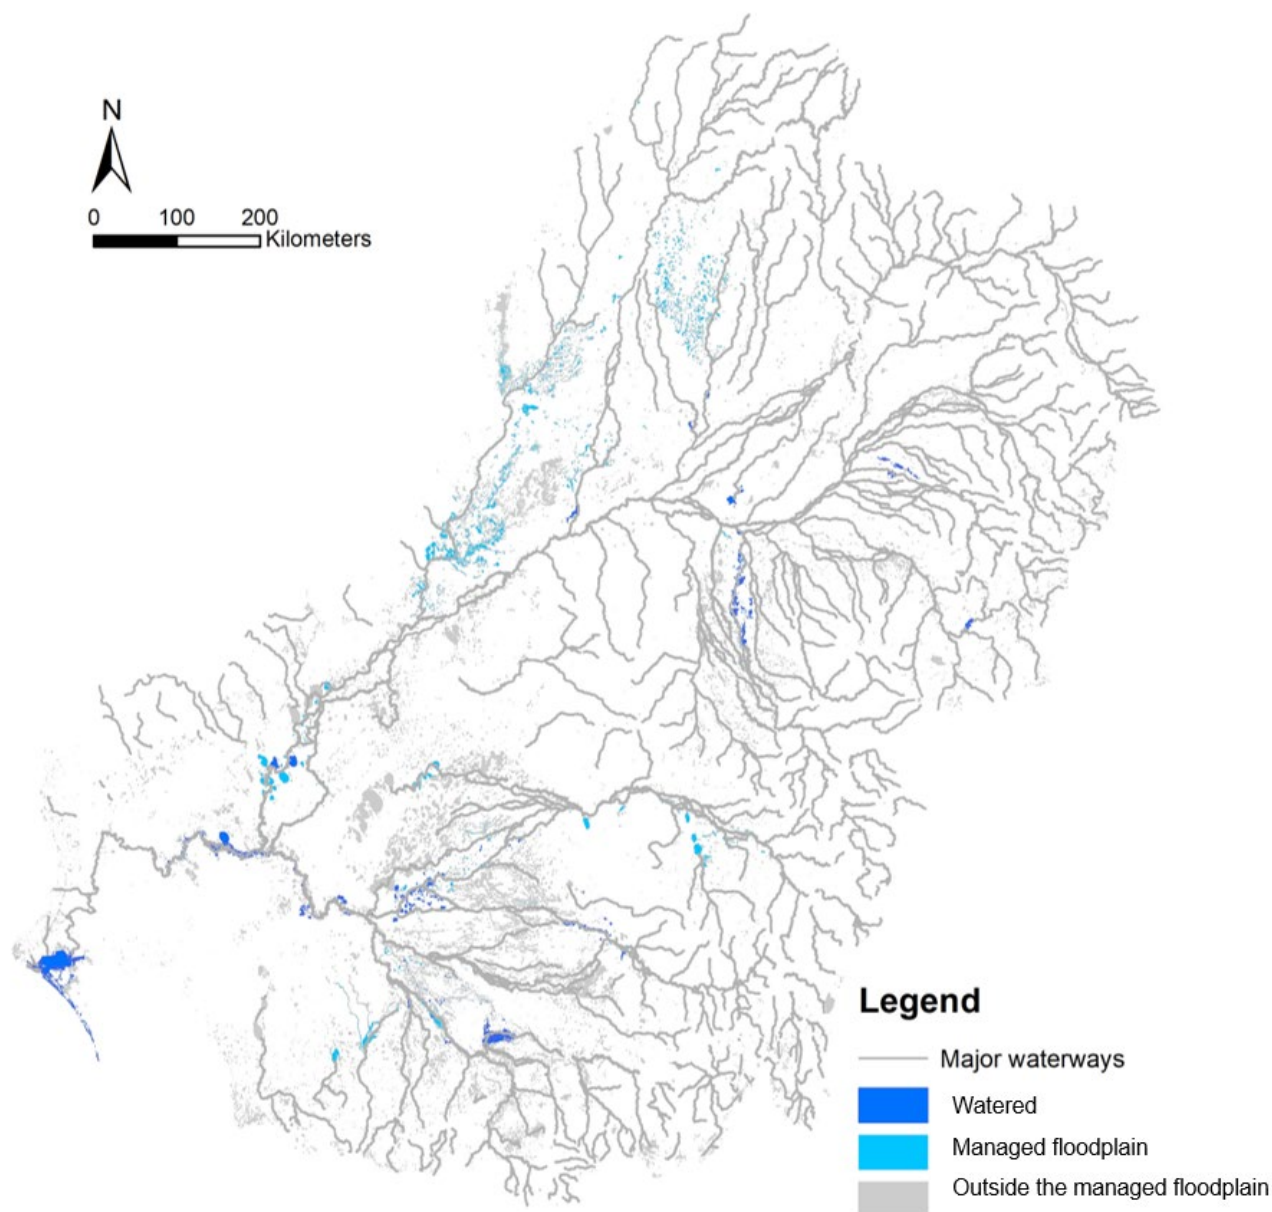 N
0 100 200
Kilometers
Legend
Major waterways
Watered
Managed floodplain
Outside the managed floodplain